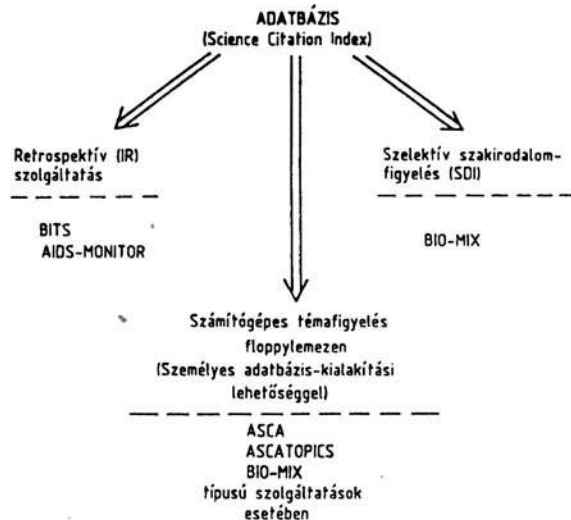 ADATBÁZIS
(Science Citation Index)
Retrospektív (IR)
szolgáltatás
BITS
AIDS-MONITOR
Szelektív szakirodalom-
figyelés (SDI)
BIO-MIX
Számítógépes témafigyelés
floppylemezen
(Személyes adatbázis-kialakítási
lehetőséggel)
ASCA
ASCATOPICS
BIO-MIX
típusú szolgáltatások
esetében